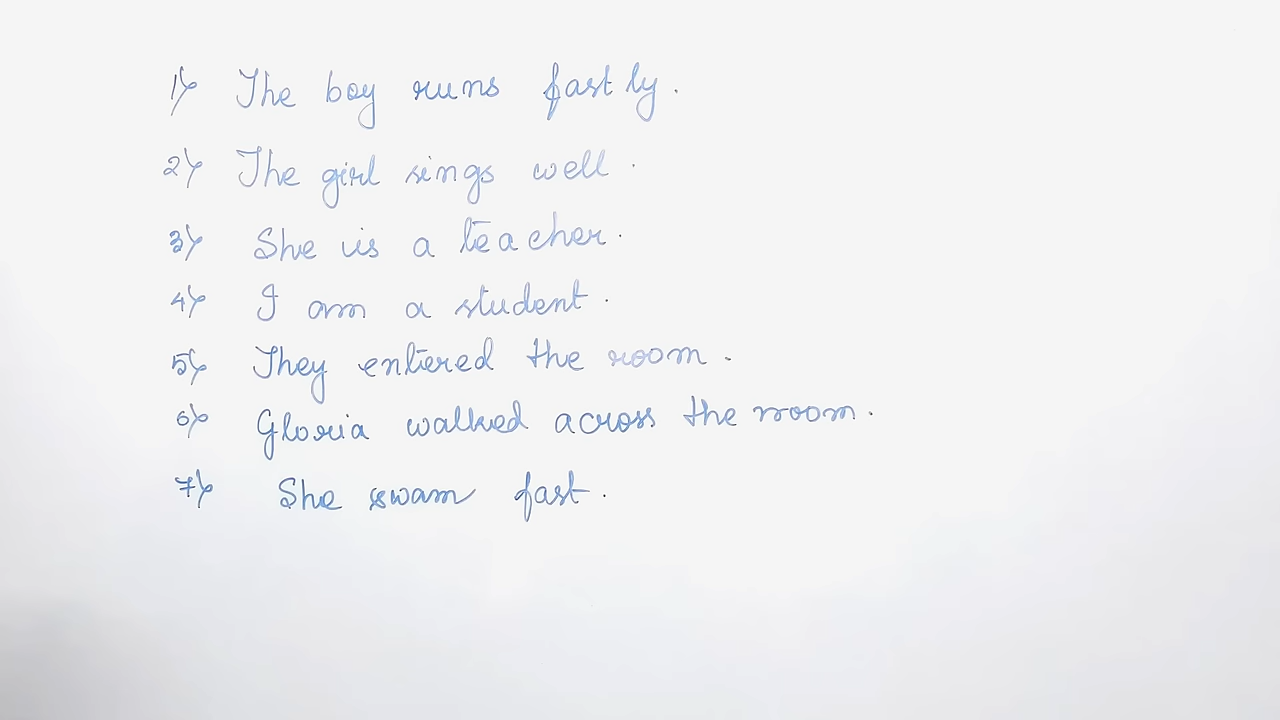 1) The boy runs fastly.
2) The girl sings well.
3) She is a teacher.
4) I am a student.
5) They entered the room.
6) Gloria walked across the room.
7) She swam fast.